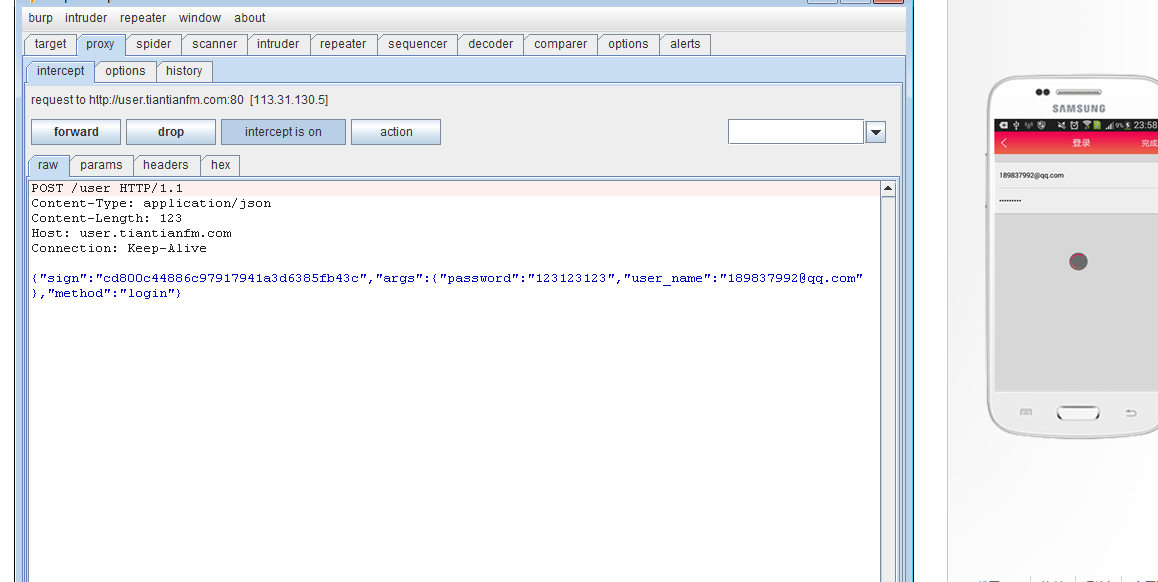 burp intruder repeater window about
target proxy spider scanner intruder repeater sequencer decoder comparer options alerts
intercept options history
request to http://user.tiantianfm.com:80 [113.31.130.5]
forward drop intercept is on action
raw params headers hex
POST /user HTTP/1.1
Content-Type: application/json
Content-Length: 123
Host: user.tiantianfm.com
Connection: Keep-Alive
{"sign":"cd800c44886c97917941a3d6385fb43c","args":{"password":"123123123","user_name":"189837992@qq.com"
},"method":"login"}
SAMSUNG
9% 23:58
登录 完成
189837992@qq.com